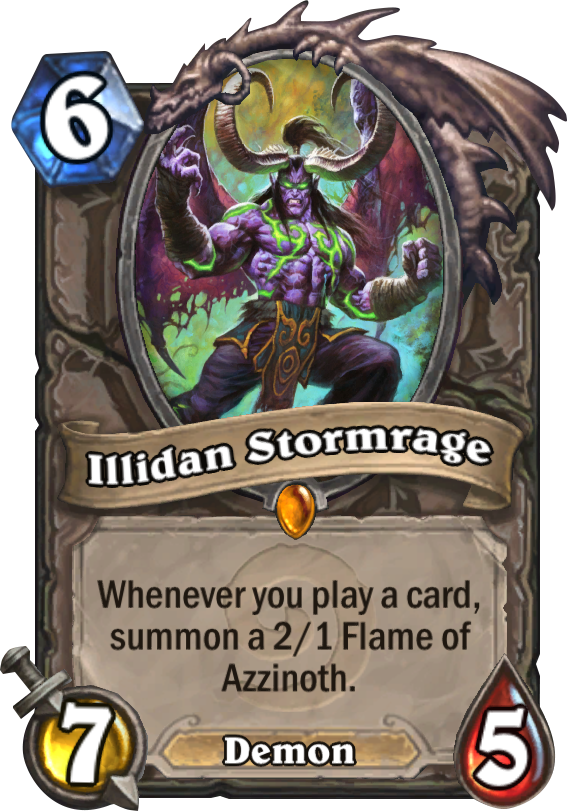 6
Illidan Stormrage
Whenever you play a card,
summon a 2/1 Flame of
Azzinoth.
7
Demon
5